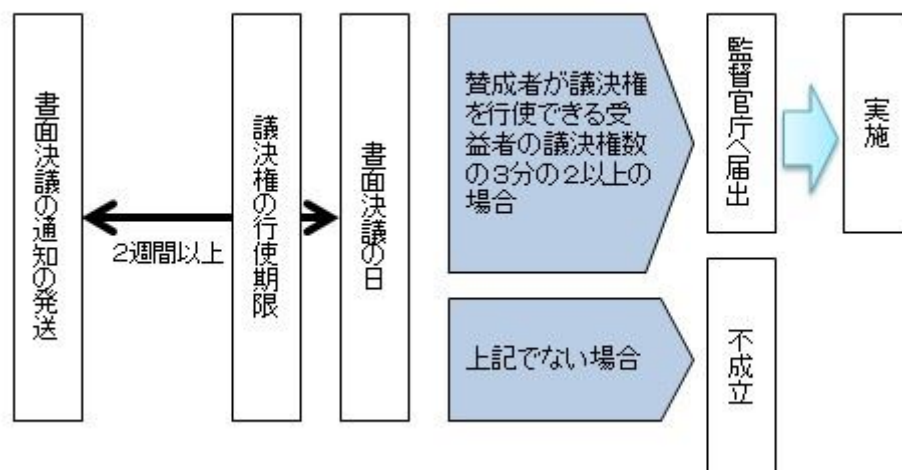 書面決議の通知の発送
2週間以上
議決権の行使期限
書面決議の日
賛成者が議決権
を行使できる受
益者の議決権数
の3分の2以上の
場合
監督官庁へ届出
実施
上記でない場合
不成立